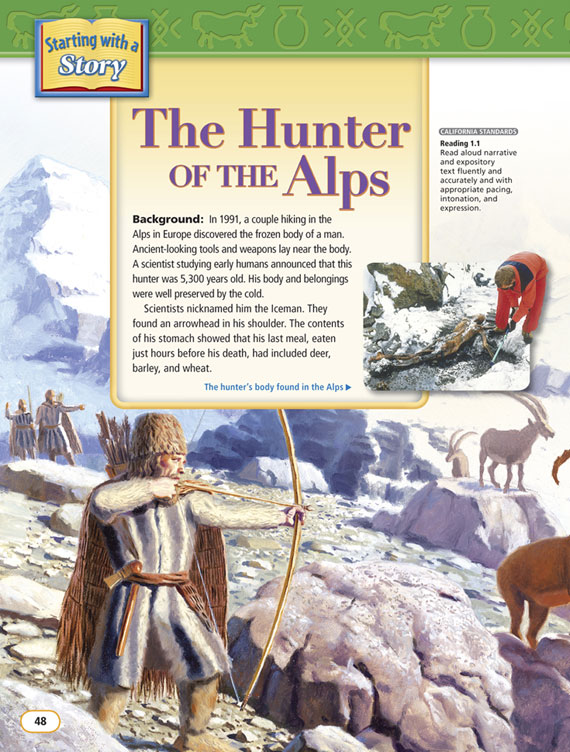 Starting with a
Story
The Hunter
OF THE Alps
CALIFORNIA STANDARDS
Reading 1.1
Read aloud narrative
and expository
text fluently and
accurately and with
appropriate pacing,
intonation, and
expression.
Background: In 1991, a couple hiking in the
Alps in Europe discovered the frozen body of a man.
Ancient-looking tools and weapons lay near the body.
A scientist studying early humans announced that this
hunter was 5,300 years old. His body and belongings
were well preserved by the cold.
Scientists nicknamed him the Iceman. They
found an arrowhead in his shoulder. The contents
of his stomach showed that his last meal, eaten
just hours before his death, had included deer,
barley, and wheat.
The hunter's body found in the Alps ▶
48